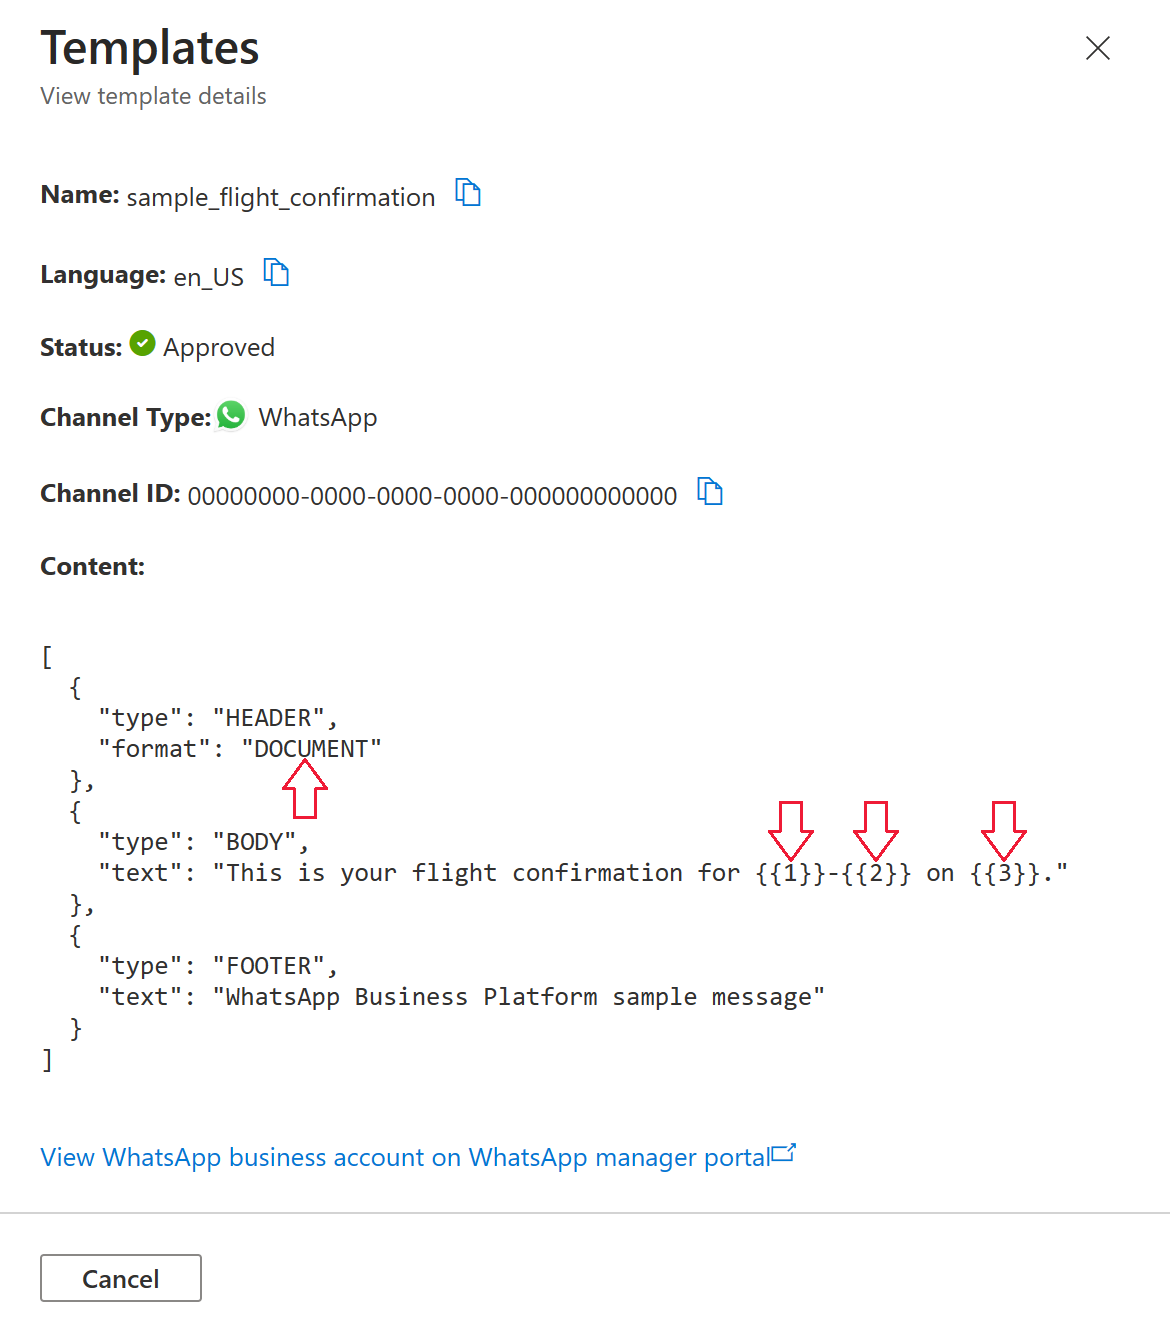 Templates
View template details
Name: sample_flight_confirmation
Language: en_US
Status: Approved
Channel Type: WhatsApp
Channel ID: 00000000-0000-0000-0000-000000000000
Content:
[
  {
    "type": "HEADER",
    "format": "DOCUMENT"
  },
  {
    "type": "BODY",
    "text": "This is your flight confirmation for {{1}}-{{2}} on {{3}}."
  },
  {
    "type": "FOOTER",
    "text": "WhatsApp Business Platform sample message"
  }
]
View WhatsApp business account on WhatsApp manager portal
Cancel